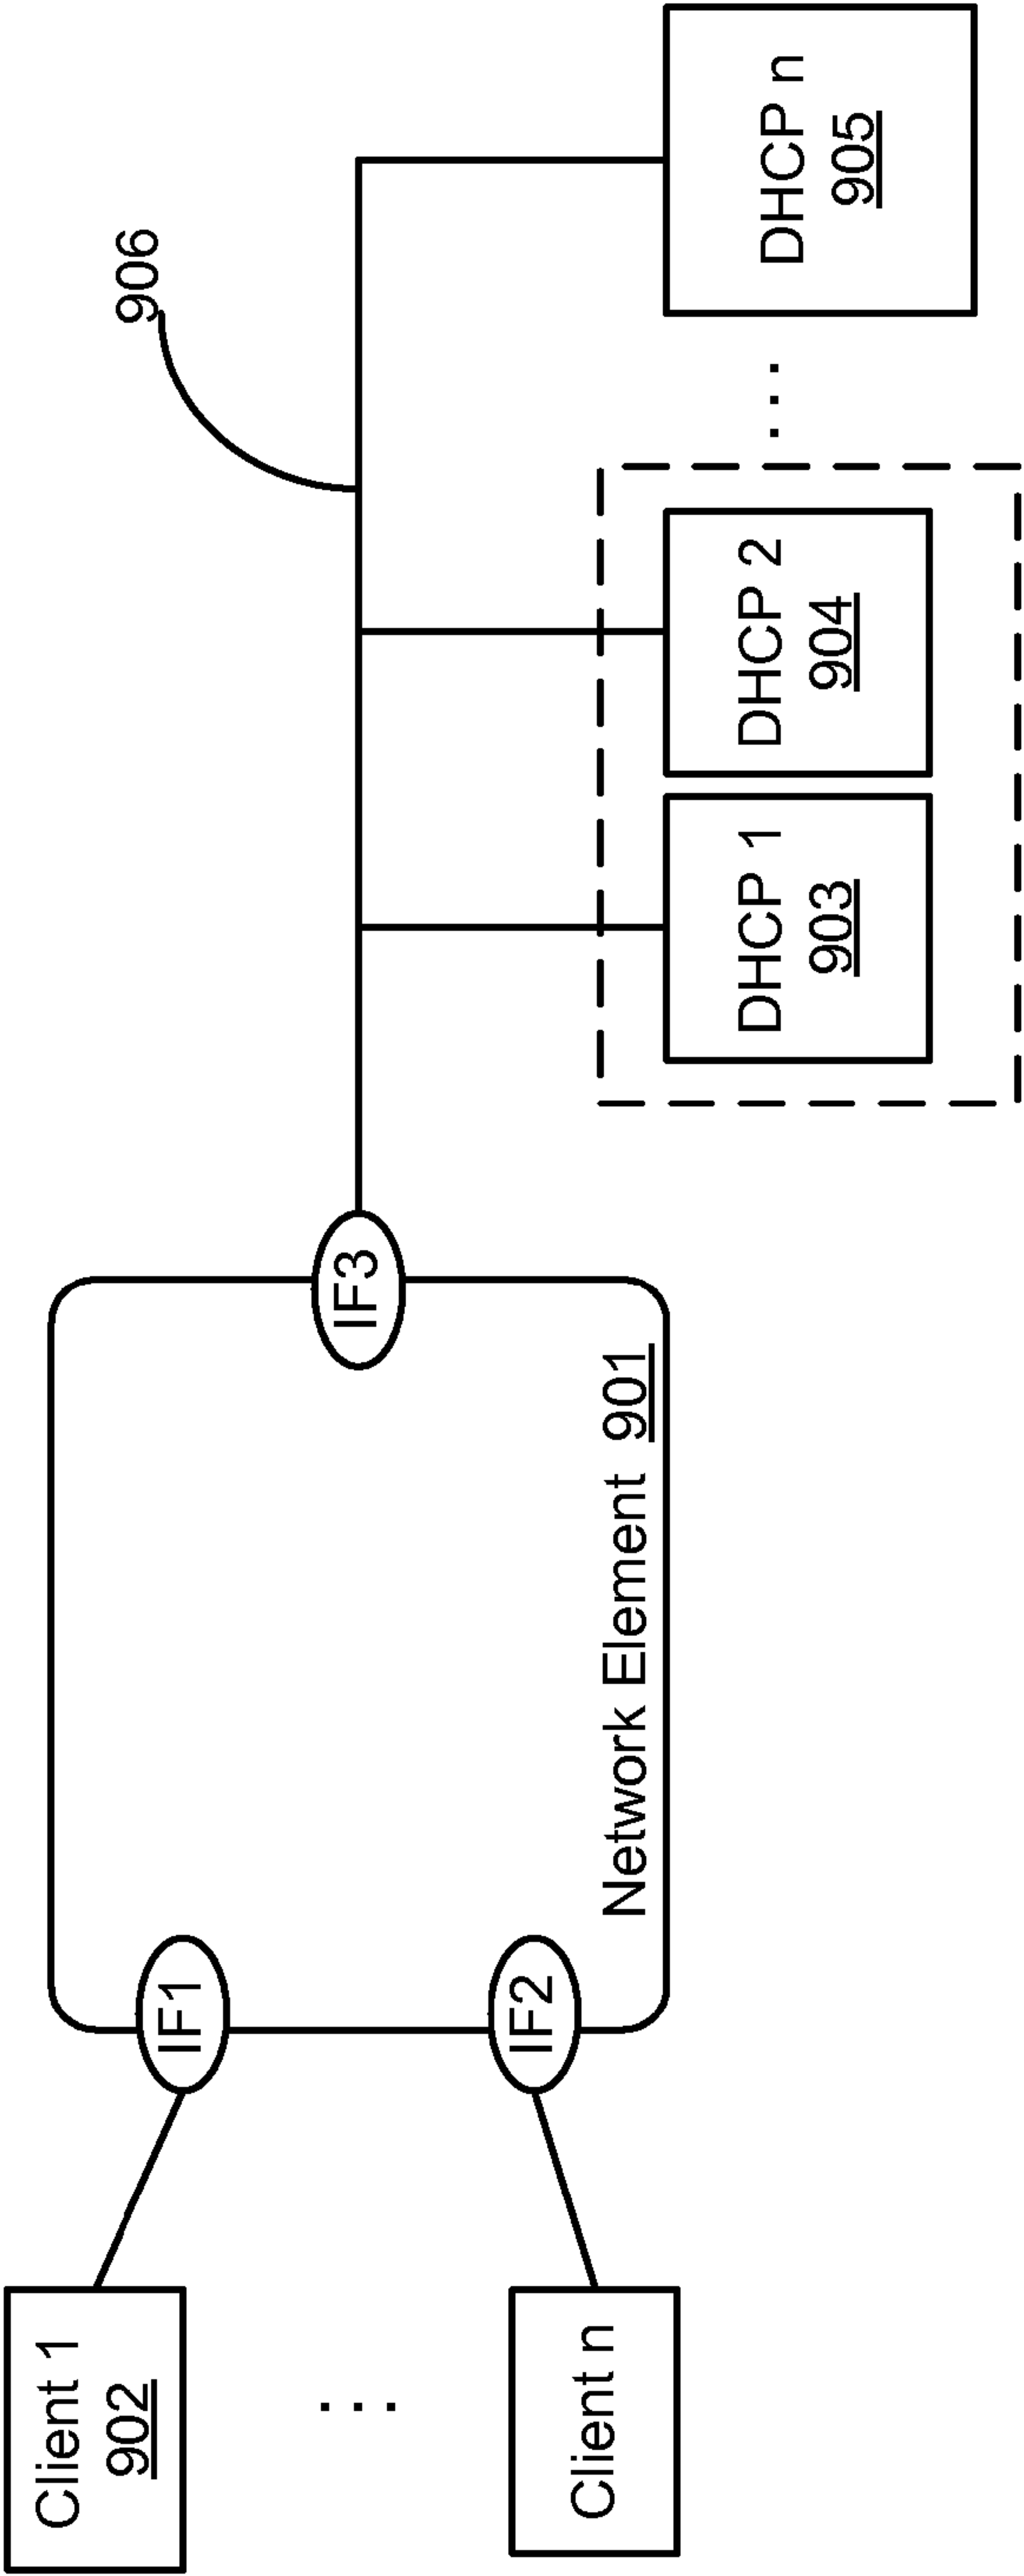 Client 1
902
...
Client n
IF1
IF2
Network Element 901
IF3
906
DHCP 1
903
DHCP 2
904
...
DHCP n
905